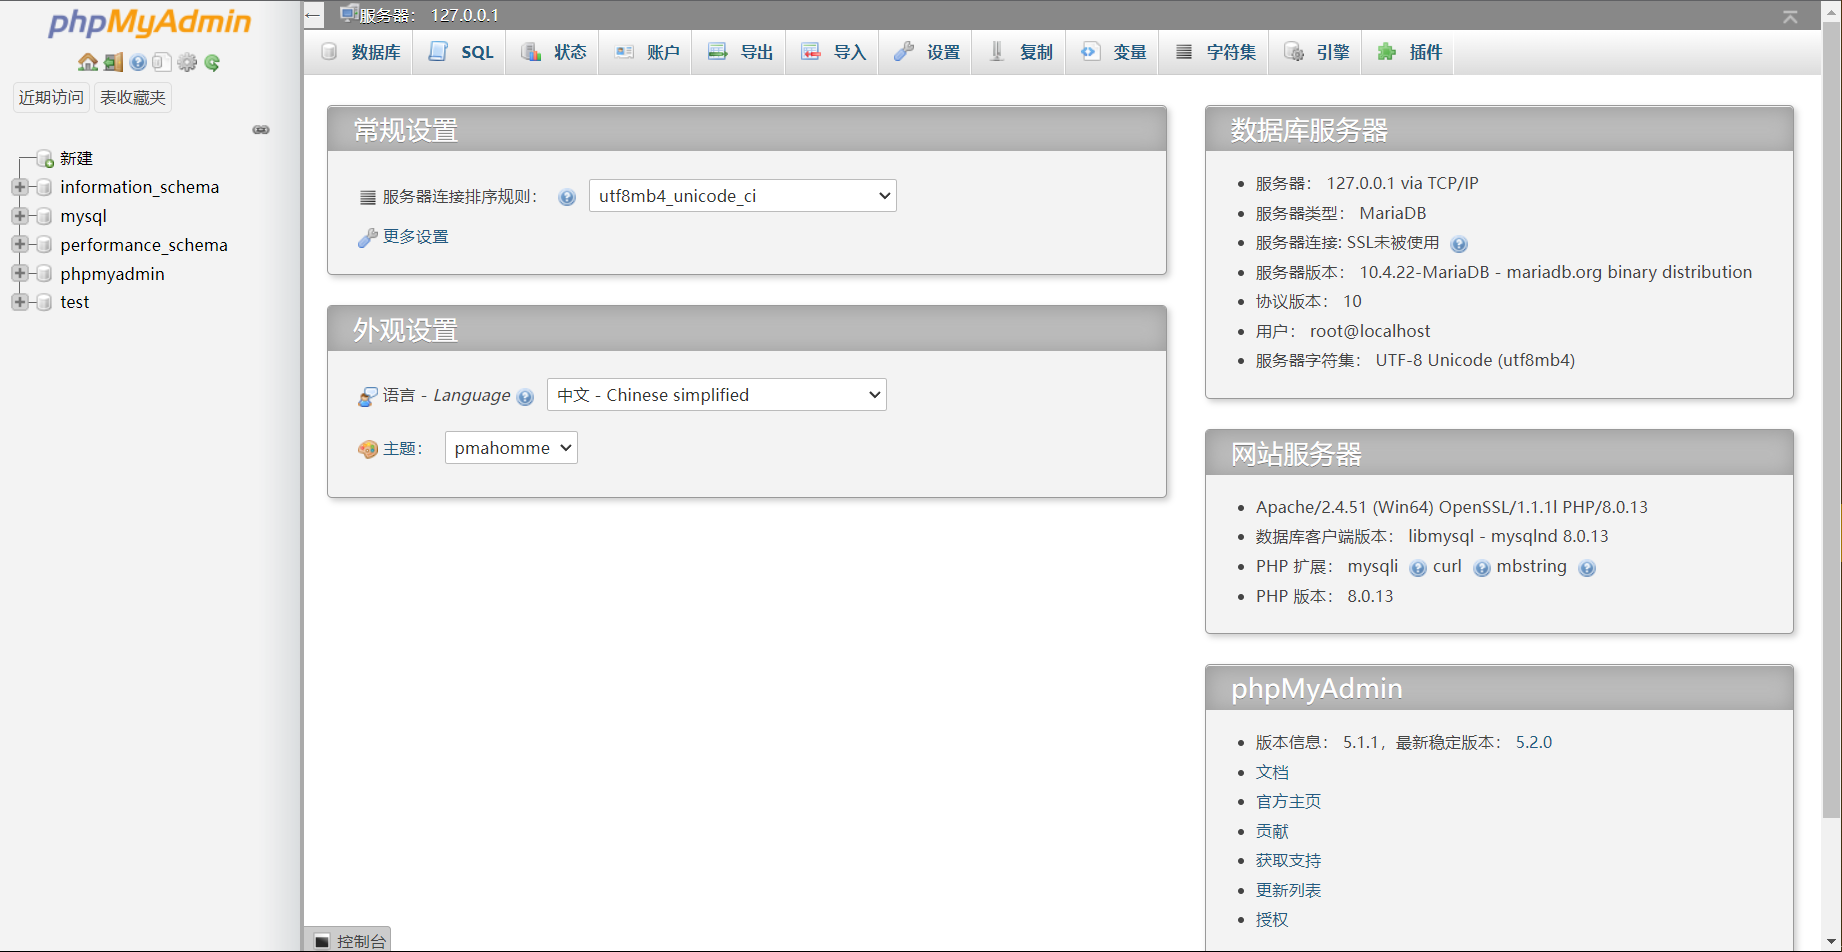 phpMyAdmin
近期访问 表收藏夹
新建
information_schema
mysql
performance_schema
phpmyadmin
test
服务器： 127.0.0.1
数据库 SQL 状态 账户 导出 导入 设置 复制 变量 字符集 引擎 插件
常规设置
服务器连接排序规则： utf8mb4_unicode_ci
更多设置
外观设置
语言 - Language 中文 - Chinese simplified
主题： pmahomme
数据库服务器
服务器： 127.0.0.1 via TCP/IP
服务器类型： MariaDB
服务器连接: SSL未被使用
服务器版本： 10.4.22-MariaDB - mariadb.org binary distribution
协议版本： 10
用户： root@localhost
服务器字符集： UTF-8 Unicode (utf8mb4)
网站服务器
Apache/2.4.51 (Win64) OpenSSL/1.1.1l PHP/8.0.13
数据库客户端版本： libmysql - mysqlnd 8.0.13
PHP 扩展： mysqli curl mbstring
PHP 版本： 8.0.13
phpMyAdmin
版本信息： 5.1.1，最新稳定版本： 5.2.0
文档
官方主页
贡献
获取支持
更新列表
授权
控制台